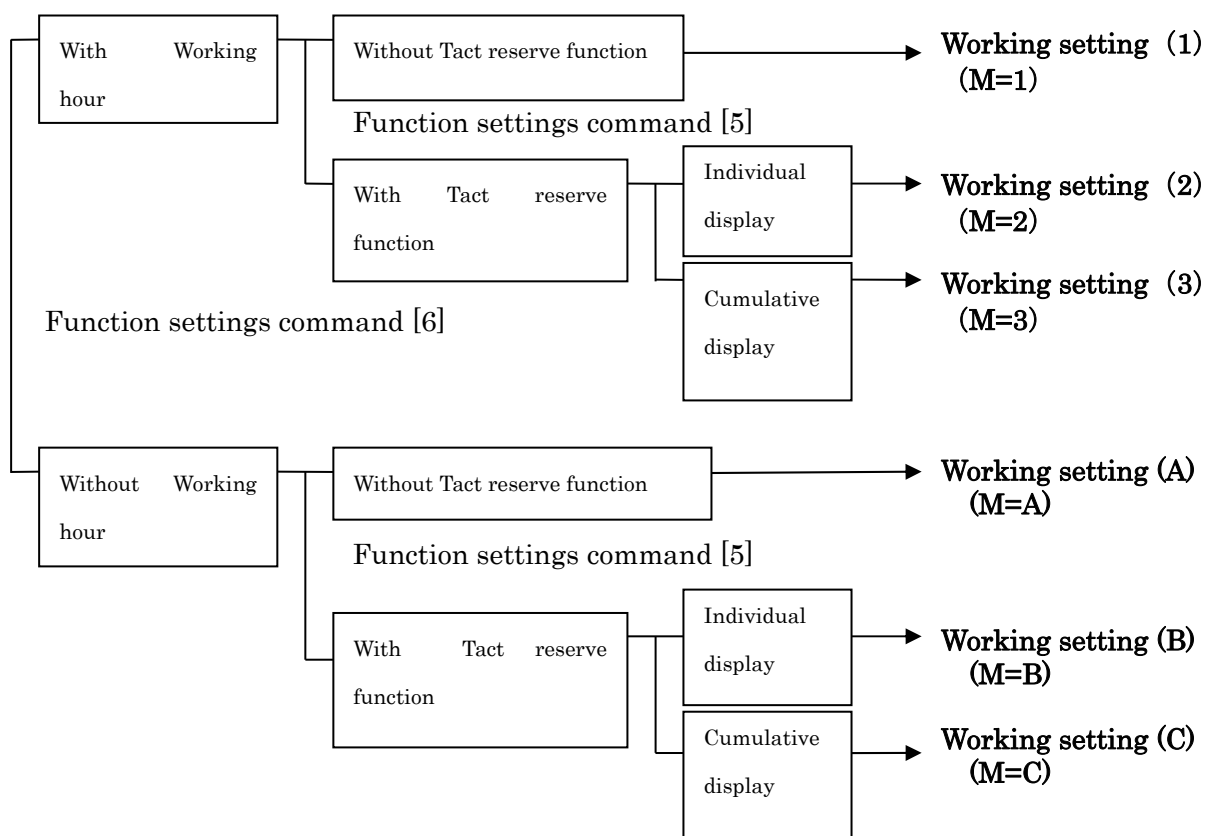 With Working
hour
Without Tact reserve function
Working setting （1）
(M=1)
Function settings command [5]
With Tact reserve
function
Individual
display
Working setting （2）
(M=2)
Cumulative
display
Working setting （3）
(M=3)
Function settings command [6]
Without Working
hour
Without Tact reserve function
Working setting (A)
(M=A)
Function settings command [5]
With Tact reserve
function
Individual
display
Working setting (B)
(M=B)
Cumulative
display
Working setting (C)
(M=C)